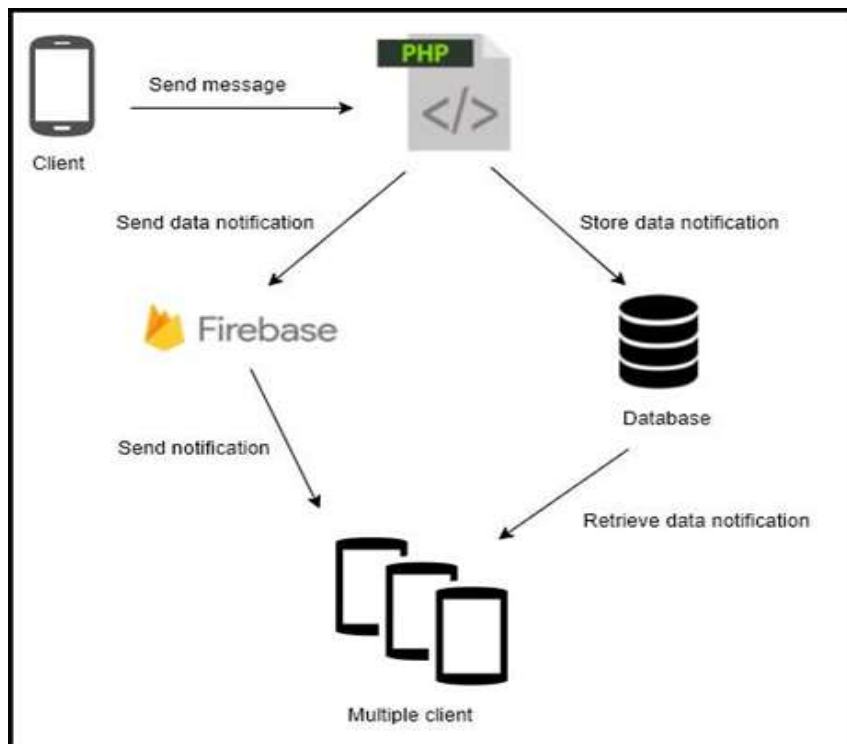 PHP
</>
Send message
Client
Send data notification
Store data notification
Firebase
Database
Send notification
Retrieve data notification
Multiple client